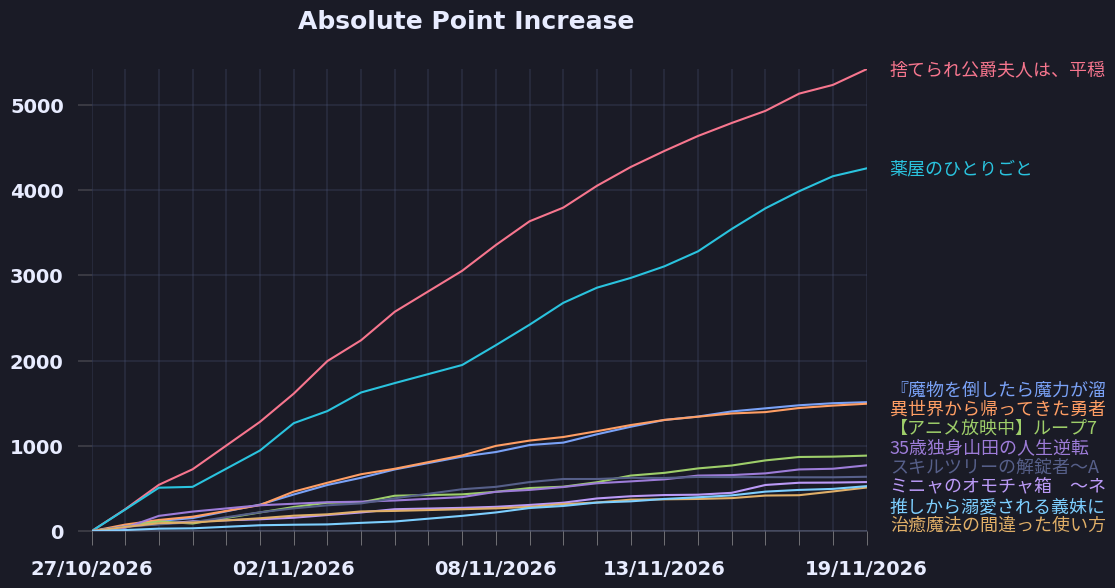 Absolute Point Increase
捨てられ公爵夫人は、平穏
5000
薬屋のひとりごと
4000
3000
2000
『魔物を倒したら魔力が溜
異世界から帰ってきた勇者
【アニメ放映中】ループ7
1000
35歳独身山田の人生逆転
スキルツリーの解錠者～A
ミニャのオモチャ箱　～ネ
推しから溺愛される義妹に
治癒魔法の間違った使い方
0
27/10/2026 02/11/2026 08/11/2026 13/11/2026 19/11/2026